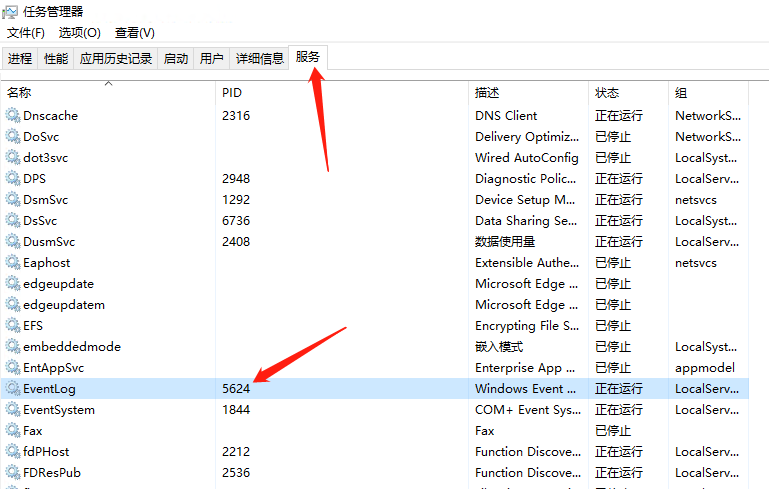 任务管理器
文件(F) 选项(O) 查看(V)
进程 性能 应用历史记录 启动 用户 详细信息 服务
名称 PID 描述 状态 组
Dnscache 2316 DNS Client 正在运行 NetworkS...
DoSvc Delivery Optimiz... 已停止 NetworkS...
dot3svc Wired AutoConfig 已停止 LocalSyst...
DPS 2948 Diagnostic Polic... 正在运行 LocalServ...
DsmSvc 1292 Device Setup M... 正在运行 netsvcs
DsSvc 6736 Data Sharing Se... 正在运行 LocalSyst...
DusmSvc 2408 数据使用量 正在运行 LocalServ...
Eaphost Extensible Authe... 已停止 netsvcs
edgeupdate Microsoft Edge ... 已停止
edgeupdatem Microsoft Edge ... 已停止
EFS Encrypting File S... 已停止
embeddedmode 嵌入模式 已停止 LocalSyst...
EntAppSvc Enterprise App ... 已停止 appmodel
EventLog 5624 Windows Event ... 正在运行 LocalServ...
EventSystem 1844 COM+ Event Sys... 正在运行 LocalServ...
Fax Fax 已停止
fdPHost 2212 Function Discove... 正在运行 LocalServ...
FDResPub 2536 Function Discove... 正在运行 LocalServ...